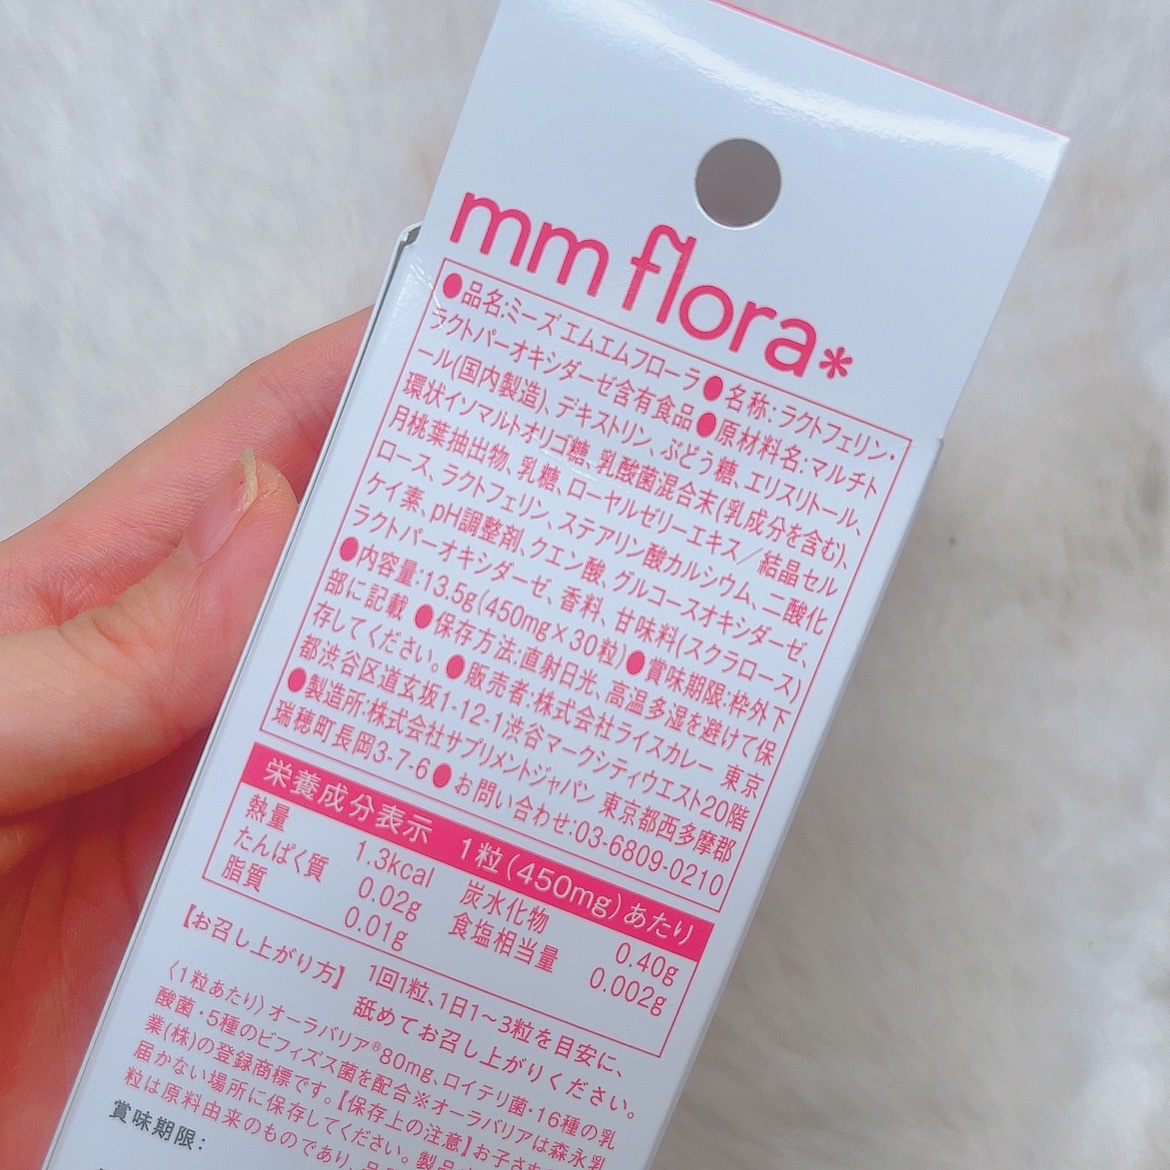 mm flora*
●品名:ミーズ エムエムフローラ●名称:ラクトフェリン・
ラクトパーオキシダーゼ含有食品●原材料名:マルチト
ール(国内製造)、デキストリン、ぶどう糖、エリスリトール、
環状イソマルトオリゴ糖、乳酸菌混合末(乳成分を含む)、
月桃葉抽出物、乳糖、ローヤルゼリーエキス/結晶セル
ロース、ラクトフェリン、ステアリン酸カルシウム、二酸化
ケイ素、pH調整剤、クエン酸、グルコースオキシダーゼ、
ラクトパーオキシダーゼ、香料、甘味料(スクラロース)
●内容量:13.5g(450mg×30粒)●賞味期限:枠外下
部に記載 ●保存方法:直射日光、高温多湿を避けて保
存してください。●販売者:株式会社ライスカレー 東京
都渋谷区道玄坂1-12-1渋谷マークシティウエスト20階
●製造所:株式会社サプリメントジャパン 東京都西多摩郡
瑞穂町長岡3-7-6●お問い合わせ:03-6809-0210
栄養成分表示 1粒(450mg)あたり
熱量 1.3kcal 炭水化物 0.40g
たんぱく質 0.02g 食塩相当量 0.002g
脂質 0.01g
【お召し上がり方】 1回1粒、1日1~3粒を目安に、
舐めてお召し上がりください。
〈1粒あたり〉オーラバリア®80mg、ロイテリ菌・16種の乳
酸菌・5種のビフィズス菌を配合※オーラバリアは森永乳
業(株)の登録商標です。【保存上の注意】お子さま
届かない場所に保存してください。製品
粒は原料由来のものであり、品
賞味期限: